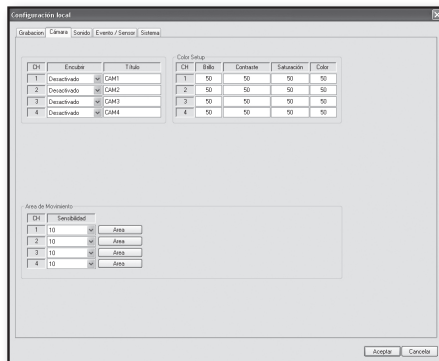 Configuración local
Grabacion Cámara Sonido Evento / Sensor Sistema
CH Encubrir Título
1 Desactivado CAM1
2 Desactivado CAM2
3 Desactivado CAM3
4 Desactivado CAM4
Color Setup
CH Brillo Contraste Saturación Color
1 50 50 50 50
2 50 50 50 50
3 50 50 50 50
4 50 50 50 50
Area de Movimiento
CH Sensibilidad
1 10 Area
2 10 Area
3 10 Area
4 10 Area
Aceptar Cancelar